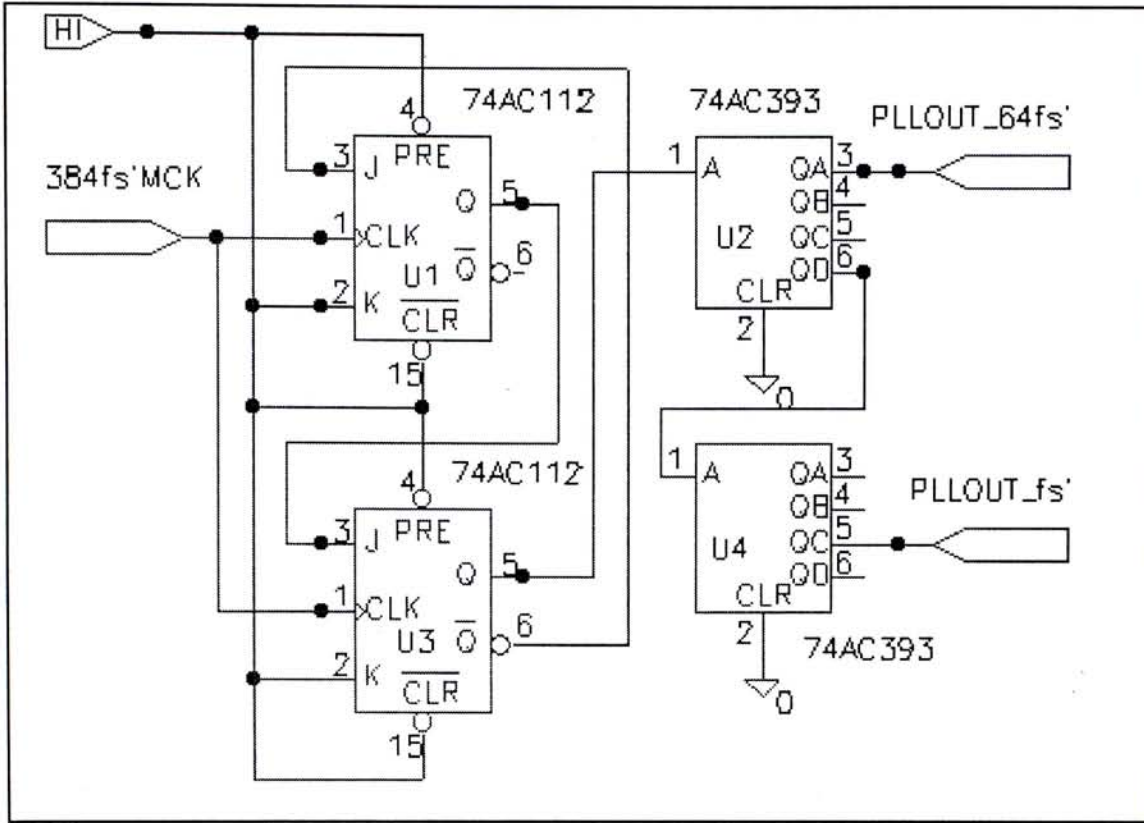 HI
384fs'MCK
74AC112
4
3 J PRE
Q 5
1 CLK
Q 6
U1
2 K
CLR
15
74AC112
4
3 J PRE
Q 5
1 CLK
U3 Q 6
2 K
CLR
15
74AC393
1 A QA 3
QB 4
U2 QC 5
QD 6
CLR
2
0
PLLOUT_64fs'
1 A QA 3
QB 4
U4 QC 5
QD 6
CLR
2
0
74AC393
PLLOUT_fs'